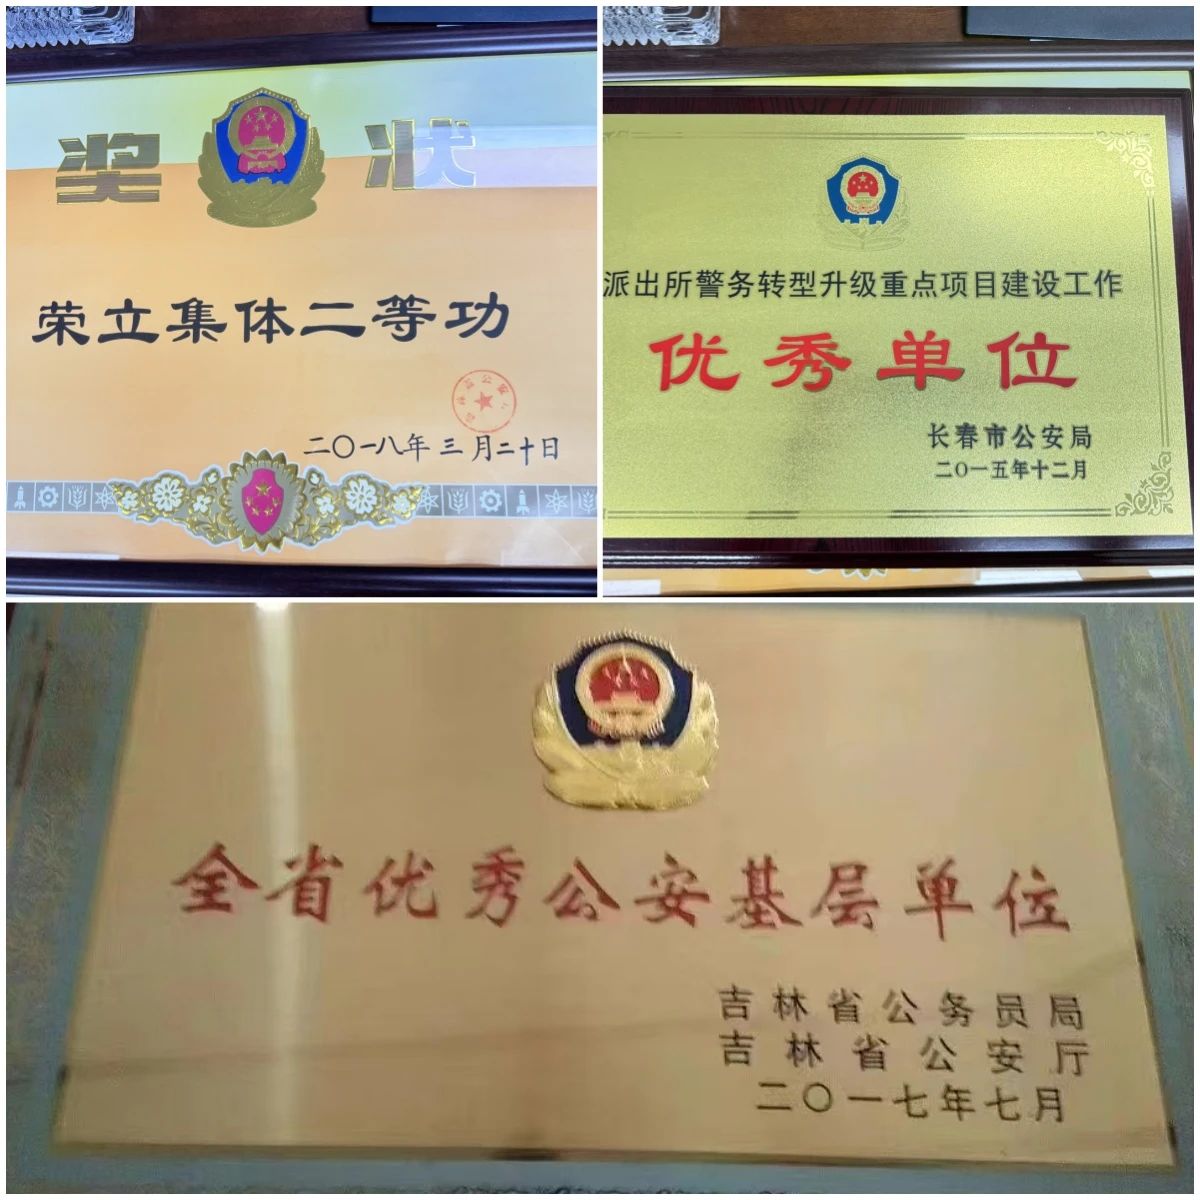 奖状
荣立集体二等功
二〇一八年三月二十日
派出所警务转型升级重点项目建设工作
优秀单位
长春市公安局
二〇一五年十二月
全省优秀公安基层单位
吉林省公务员局
吉林省公安厅
二〇一七年七月